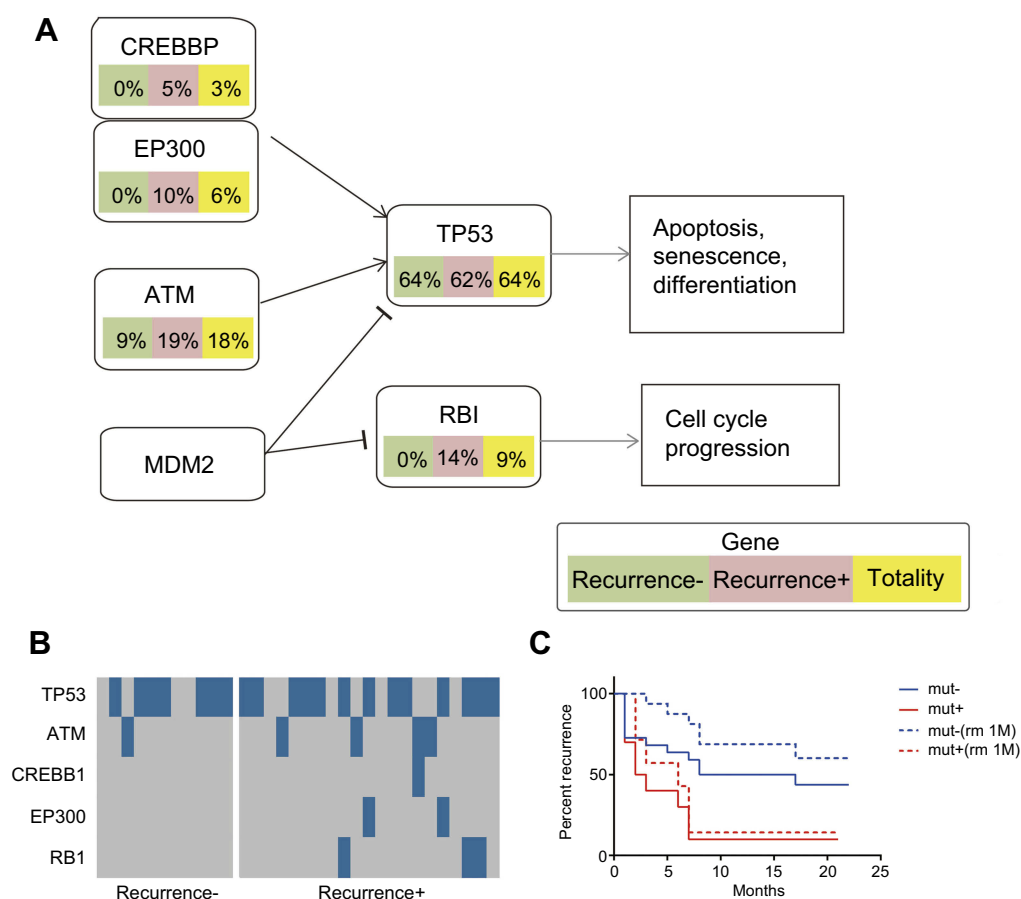 A
CREBBP
0% 5% 3%
EP300
0% 10% 6%
ATM
9% 19% 18%
MDM2
TP53
64% 62% 64%
RBI
0% 14% 9%
Apoptosis,
senescence,
differentiation
Cell cycle
progression
Gene
Recurrence- Recurrence+ Totality
B
TP53
ATM
CREBB1
EP300
RB1
Recurrence- Recurrence+
C
Percent recurrence
100
50
0
0 5 10 15 20 25
Months
mut-
mut+
mut-(rm 1M)
mut+(rm 1M)